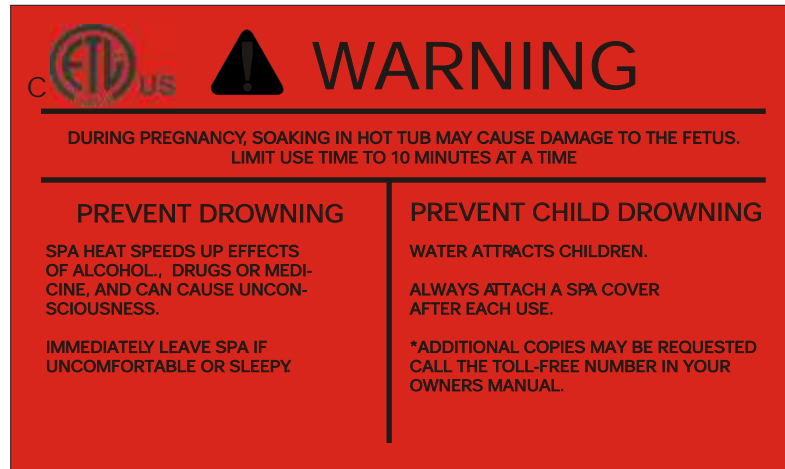 C ETL US
WARNING
DURING PREGNANCY, SOAKING IN HOT TUB MAY CAUSE DAMAGE TO THE FETUS.
LIMIT USE TIME TO 10 MINUTES AT A TIME
PREVENT DROWNING
SPA HEAT SPEEDS UP EFFECTS
OF ALCOHOL., DRUGS OR MEDI-
CINE, AND CAN CAUSE UNCON-
SCIOUSNESS.
IMMEDIATELY LEAVE SPA IF
UNCOMFORTABLE OR SLEEPY.
PREVENT CHILD DROWNING
WATER ATTRACTS CHILDREN.
ALWAYS ATTACH A SPA COVER
AFTER EACH USE.
*ADDITIONAL COPIES MAY BE REQUESTED
CALL THE TOLL-FREE NUMBER IN YOUR
OWNERS MANUAL.